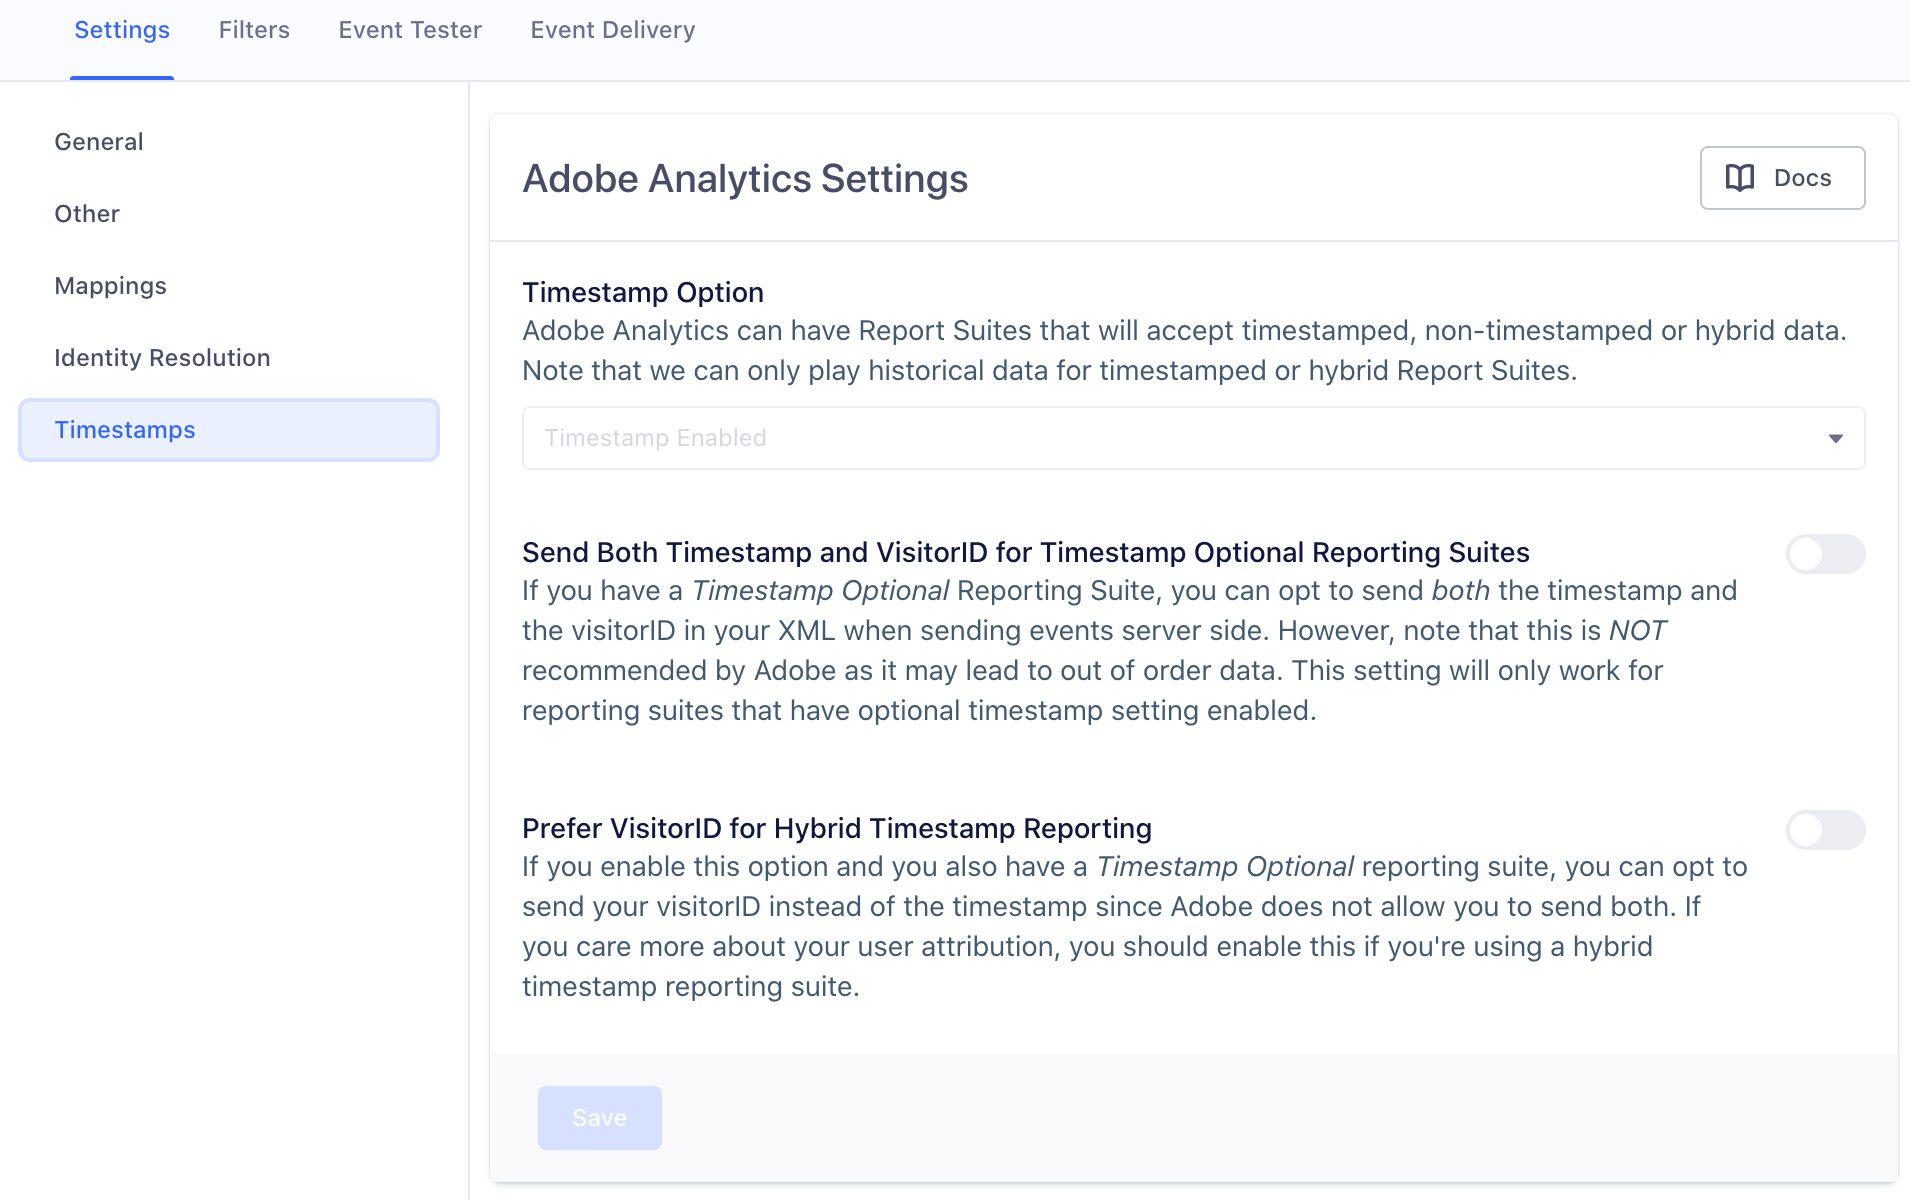 Settings Filters Event Tester Event Delivery
General
Other
Mappings
Identity Resolution
Timestamps
Adobe Analytics Settings
Docs
Timestamp Option
Adobe Analytics can have Report Suites that will accept timestamped, non-timestamped or hybrid data.
Note that we can only play historical data for timestamped or hybrid Report Suites.
Timestamp Enabled
Send Both Timestamp and VisitorID for Timestamp Optional Reporting Suites
If you have a Timestamp Optional Reporting Suite, you can opt to send both the timestamp and
the visitorID in your XML when sending events server side. However, note that this is NOT
recommended by Adobe as it may lead to out of order data. This setting will only work for
reporting suites that have optional timestamp setting enabled.
Prefer VisitorID for Hybrid Timestamp Reporting
If you enable this option and you also have a Timestamp Optional reporting suite, you can opt to
send your visitorID instead of the timestamp since Adobe does not allow you to send both. If
you care more about your user attribution, you should enable this if you're using a hybrid
timestamp reporting suite.
Save